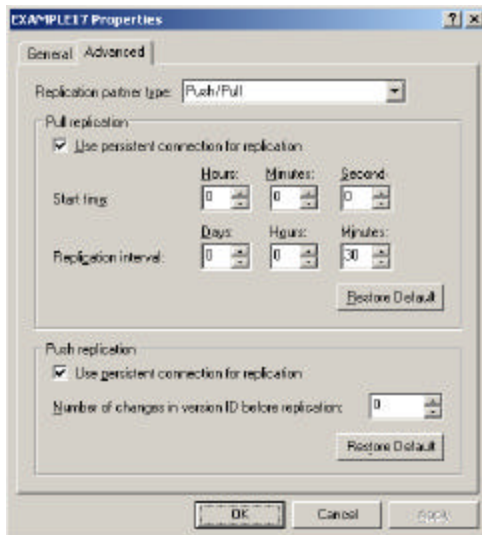 EXAMPLE17 Properties
General Advanced
Replication partner type: Push/Pull
Pull replication
Use persistent connection for replication
Hours: Minutes: Second
Start time: 0 0 0
Days: Hours: Minutes:
Replication interval: 0 0 30
Restore Default
Push replication
Use persistent connection for replication
Number of changes in version ID before replication: 0
Restore Default
OK Cancel Apply